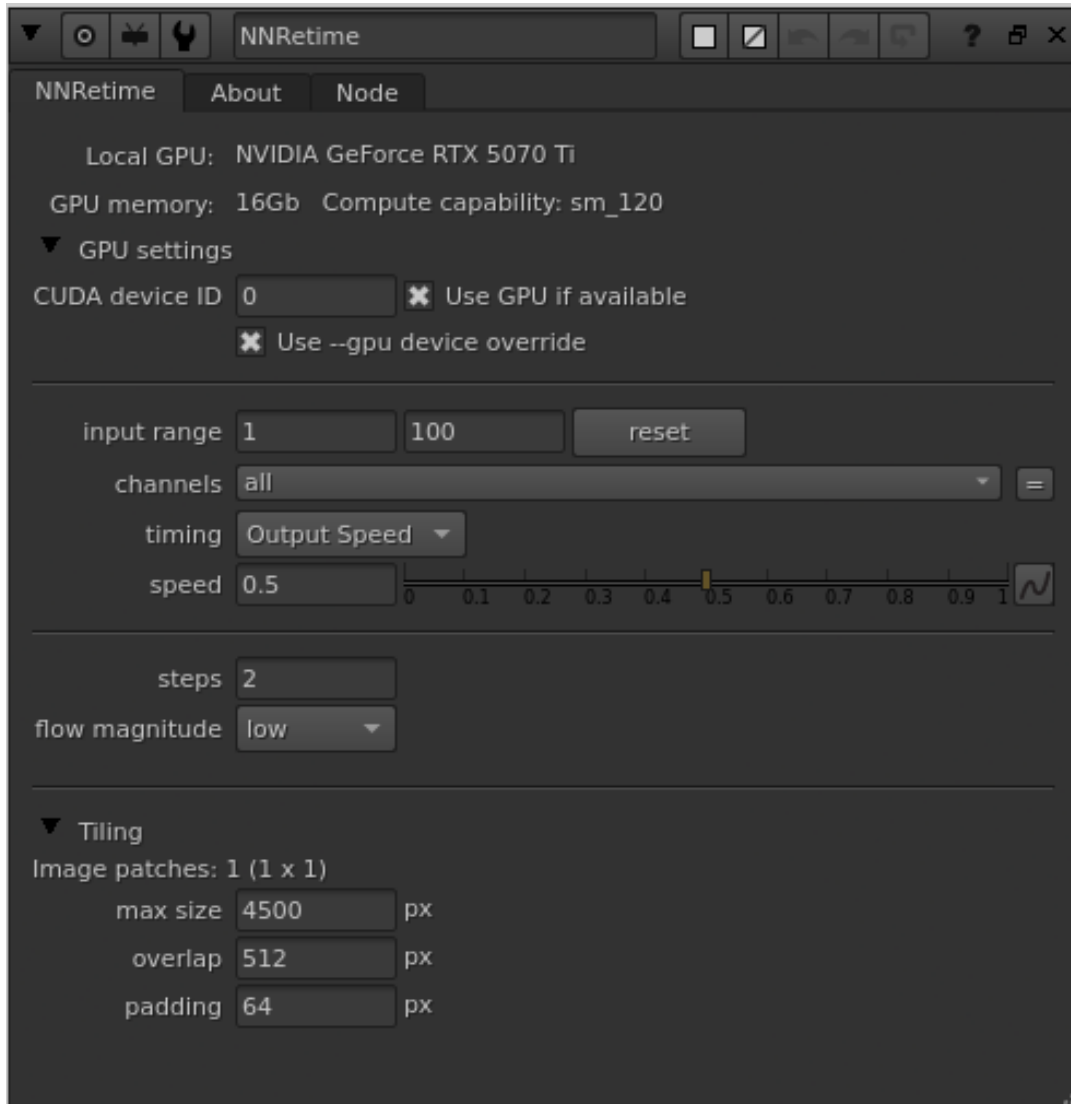 NNRetime ?
NNRetime About Node
Local GPU: NVIDIA GeForce RTX 5070 Ti
GPU memory: 16Gb Compute capability: sm_120
GPU settings
CUDA device ID 0 Use GPU if available
Use --gpu device override
input range 1 100 reset
channels all =
timing Output Speed
speed 0.5 0 0.1 0.2 0.3 0.4 0.5 0.6 0.7 0.8 0.9 1
steps 2
flow magnitude low
Tiling
Image patches: 1 (1 x 1)
max size 4500 px
overlap 512 px
padding 64 px